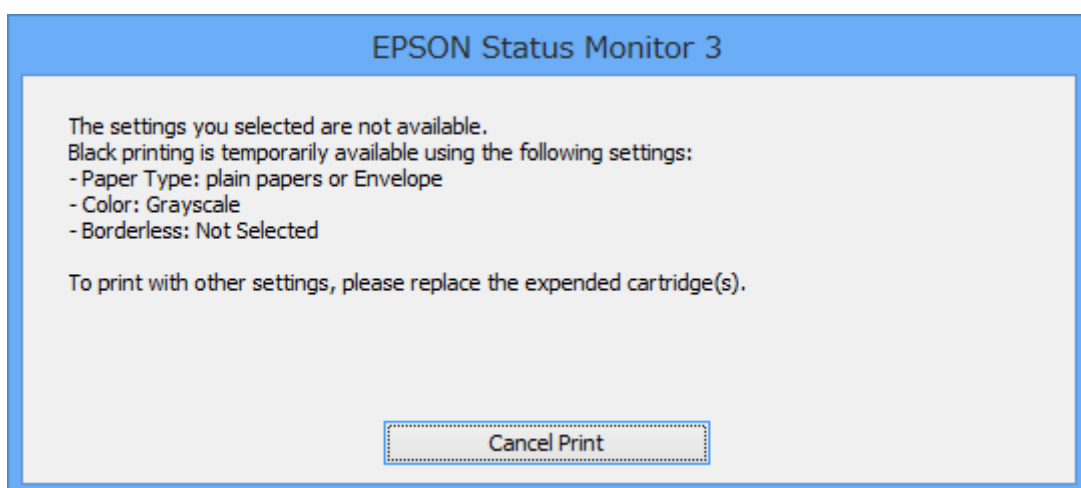 EPSON Status Monitor 3
The settings you selected are not available.
Black printing is temporarily available using the following settings:
- Paper Type: plain papers or Envelope
- Color: Grayscale
- Borderless: Not Selected
To print with other settings, please replace the expended cartridge(s).
Cancel Print